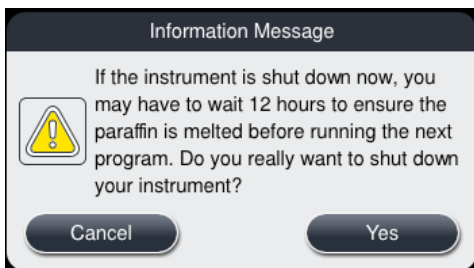 Information Message
If the instrument is shut down now, you
may have to wait 12 hours to ensure the
paraffin is melted before running the next
program. Do you really want to shut down
your instrument?
Cancel
Yes